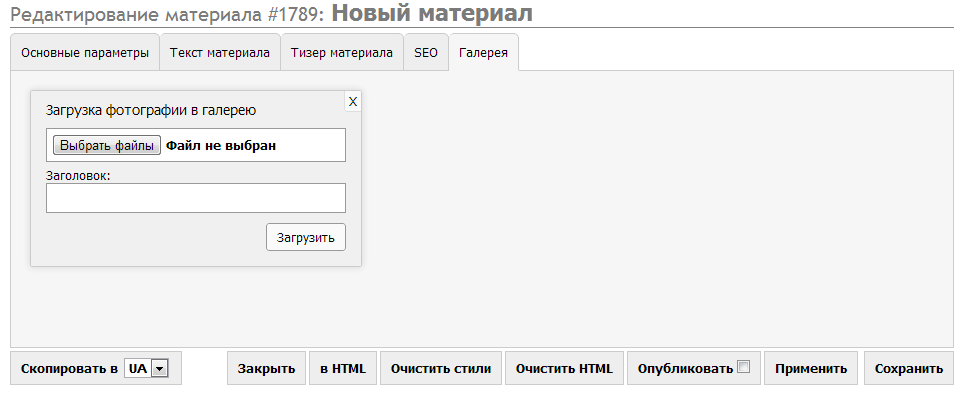 Редактирование материала #1789: Новый материал
Основные параметры Текст материала Тизер материала SEO Галерея
X
Загрузка фотографии в галерею
Выбрать файлы Файл не выбран
Заголовок:
Загрузить
Скопировать в UA Закрыть в HTML Очистить стили Очистить HTML Опубликовать Применить Сохранить